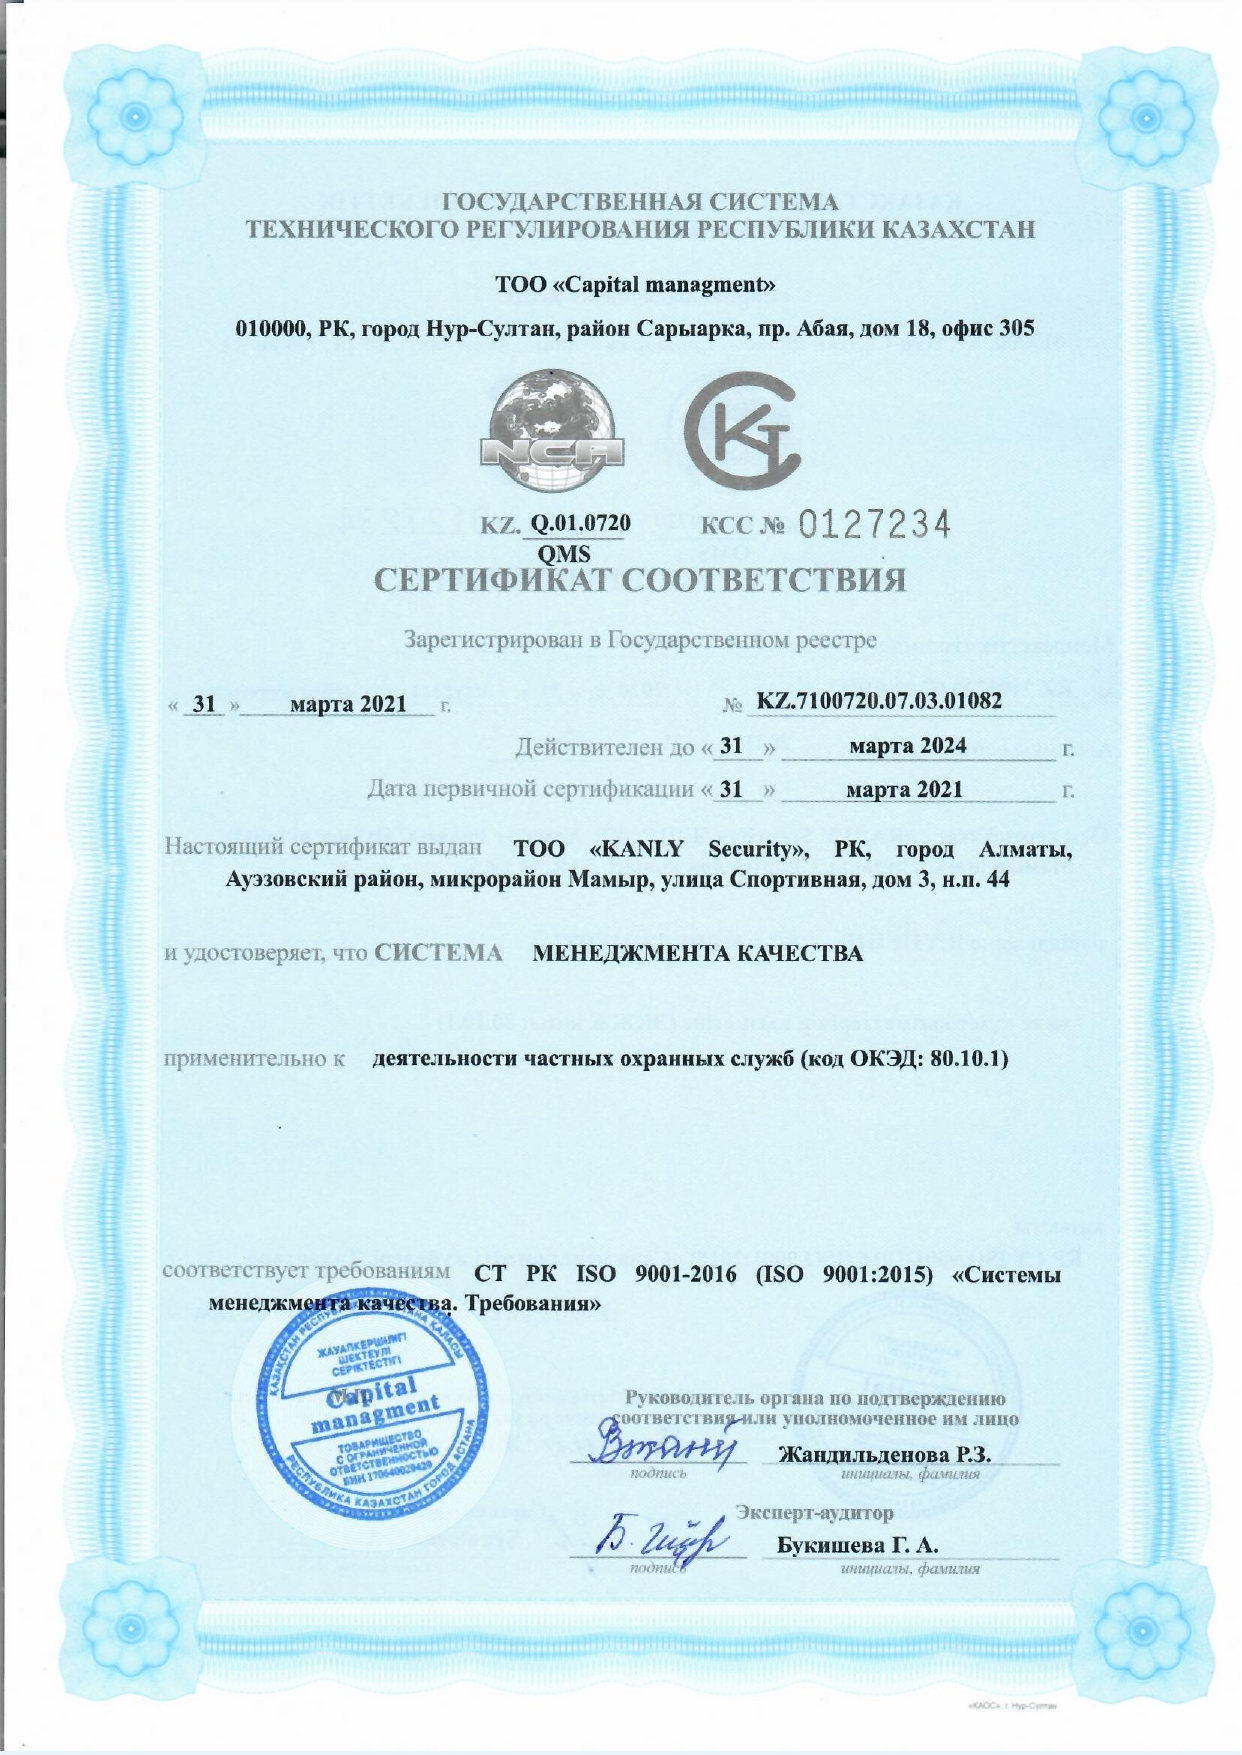 ГОСУДАРСТВЕННАЯ СИСТЕМА
ТЕХНИЧЕСКОГО РЕГУЛИРОВАНИЯ РЕСПУБЛИКИ КАЗАХСТАН
ТОО «Capital managment»
010000, РК, город Нур-Султан, район Сарыарка, пр. Абая, дом 18, офис 305
NCA КСТ
KZ. Q.01.0720 КСС № 0127234
QMS
СЕРТИФИКАТ СООТВЕТСТВИЯ
Зарегистрирован в Государственном реестре
« 31 » марта 2021 г. № KZ.7100720.07.03.01082
Действителен до « 31 » марта 2024 г.
Дата первичной сертификации « 31 » марта 2021 г.
Настоящий сертификат выдан ТОО «KANLY Security», РК, город Алматы,
Ауэзовский район, микрорайон Мамыр, улица Спортивная, дом 3, н.п. 44
и удостоверяет, что СИСТЕМА МЕНЕДЖМЕНТА КАЧЕСТВА
применительно к деятельности частных охранных служб (код ОКЭД: 80.10.1)
соответствует требованиям СТ РК ISO 9001-2016 (ISO 9001:2015) «Системы
менеджмента качества. Требования»
ҚАЗАҚСТАН РЕСПУБЛИКАСЫ АСТАНА ҚАЛАСЫ
ЖАУАПКЕРШІЛІГІ
ШЕКТЕУЛІ
СЕРІКТЕСТІГІ
Capital
managment
ТОВАРИЩЕСТВО
С ОГРАНИЧЕННОЙ
ОТВЕТСТВЕННОСТЬЮ
БИН 170640029429
РЕСПУБЛИКА КАЗАХСТАН ГОРОД АСТАНА
Руководитель органа по подтверждению
соответствия или уполномоченное им лицо
Жандильденова Р.З.
подпись инициалы, фамилия
Эксперт-аудитор
Букишева Г. А.
подпись инициалы, фамилия
«КАОС», г. Нур-Султан